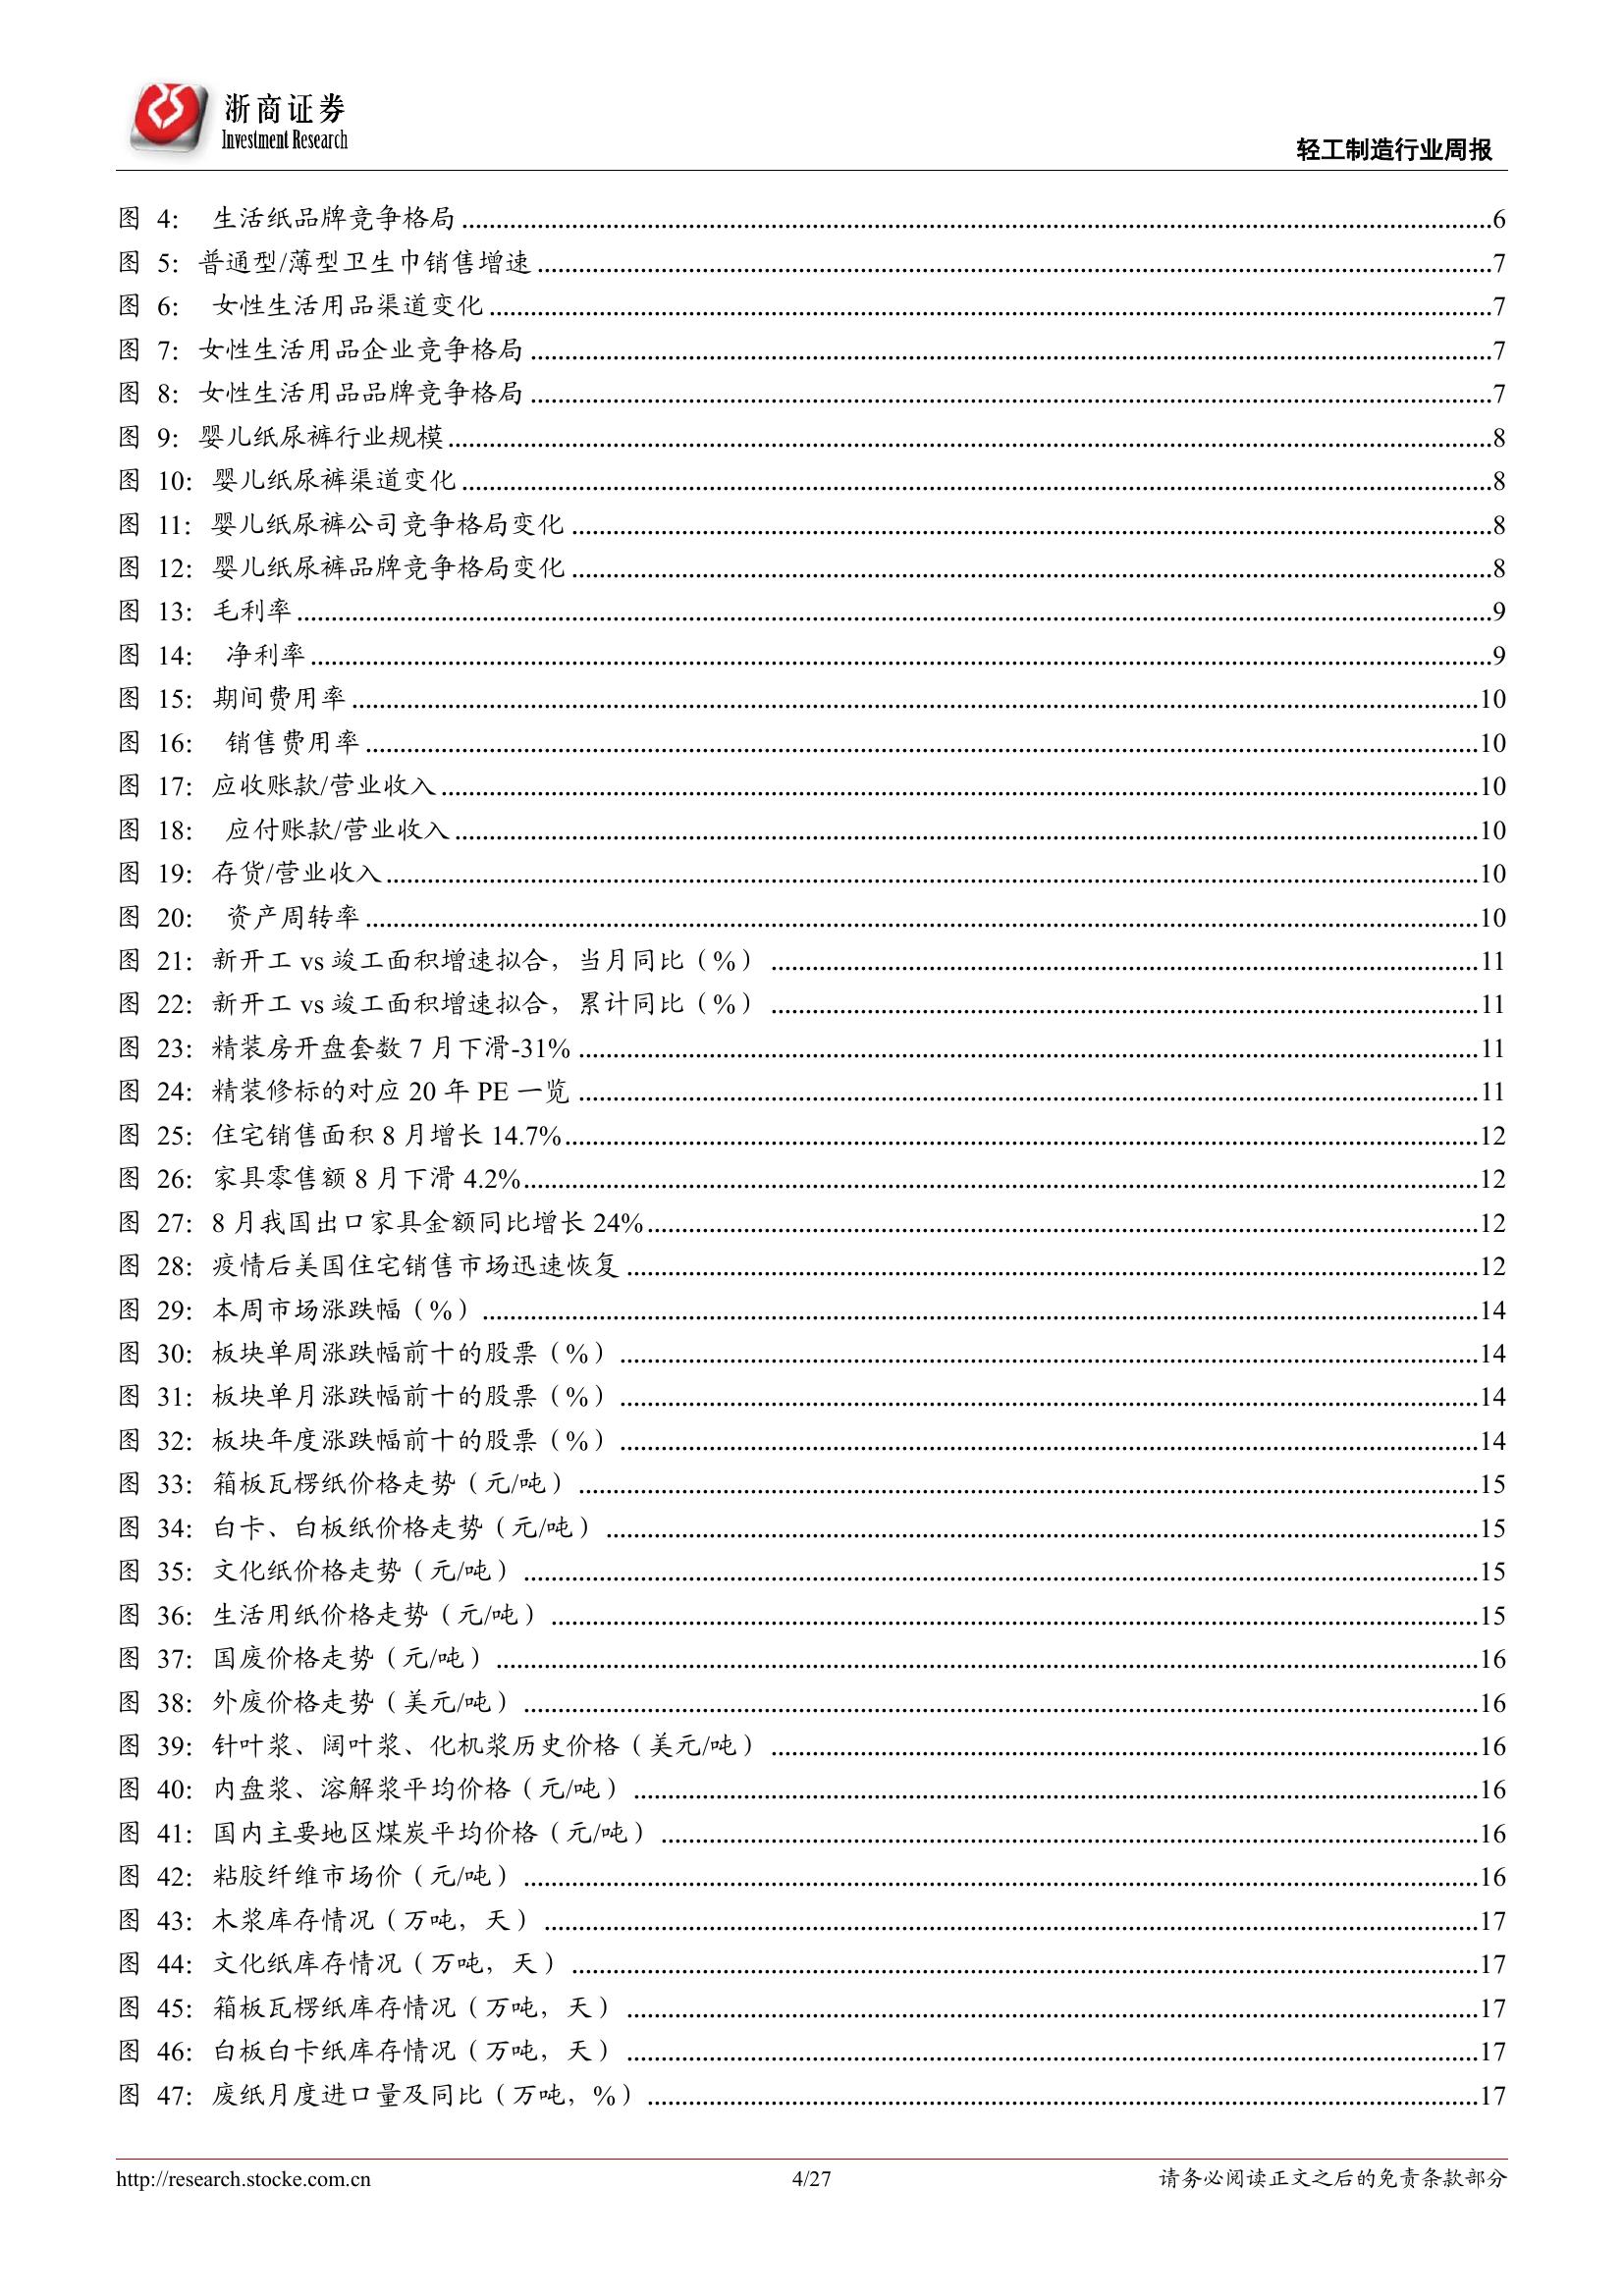 浙商证券
Investment Research
轻工制造行业周报
图 4: 生活纸品牌竞争格局 ........ 6
图 5: 普通型/薄型卫生巾销售增速 ........ 7
图 6: 女性生活用品渠道变化 ........ 7
图 7: 女性生活用品企业竞争格局 ........ 7
图 8: 女性生活用品品牌竞争格局 ........ 7
图 9: 婴儿纸尿裤行业规模 ........ 8
图 10: 婴儿纸尿裤渠道变化 ........ 8
图 11: 婴儿纸尿裤公司竞争格局变化 ........ 8
图 12: 婴儿纸尿裤品牌竞争格局变化 ........ 8
图 13: 毛利率 ........ 9
图 14: 净利率 ........ 9
图 15: 期间费用率 ........ 10
图 16: 销售费用率 ........ 10
图 17: 应收账款/营业收入 ........ 10
图 18: 应付账款/营业收入 ........ 10
图 19: 存货/营业收入 ........ 10
图 20: 资产周转率 ........ 10
图 21: 新开工 vs 竣工面积增速拟合，当月同比（%） ........ 11
图 22: 新开工 vs 竣工面积增速拟合，累计同比（%） ........ 11
图 23: 精装房开盘套数 7 月下滑-31% ........ 11
图 24: 精装修标的对应 20 年 PE 一览 ........ 11
图 25: 住宅销售面积 8 月增长 14.7% ........ 12
图 26: 家具零售额 8 月下滑 4.2% ........ 12
图 27: 8 月我国出口家具金额同比增长 24% ........ 12
图 28: 疫情后美国住宅销售市场迅速恢复 ........ 12
图 29: 本周市场涨跌幅（%） ........ 14
图 30: 板块单周涨跌幅前十的股票（%） ........ 14
图 31: 板块单月涨跌幅前十的股票（%） ........ 14
图 32: 板块年度涨跌幅前十的股票（%） ........ 14
图 33: 箱板瓦楞纸价格走势（元/吨） ........ 15
图 34: 白卡、白板纸价格走势（元/吨） ........ 15
图 35: 文化纸价格走势（元/吨） ........ 15
图 36: 生活用纸价格走势（元/吨） ........ 15
图 37: 国废价格走势（元/吨） ........ 16
图 38: 外废价格走势（美元/吨） ........ 16
图 39: 针叶浆、阔叶浆、化机浆历史价格（美元/吨） ........ 16
图 40: 内盘浆、溶解浆平均价格（元/吨） ........ 16
图 41: 国内主要地区煤炭平均价格（元/吨） ........ 16
图 42: 粘胶纤维市场价（元/吨） ........ 16
图 43: 木浆库存情况（万吨，天） ........ 17
图 44: 文化纸库存情况（万吨，天） ........ 17
图 45: 箱板瓦楞纸库存情况（万吨，天） ........ 17
图 46: 白板白卡纸库存情况（万吨，天） ........ 17
图 47: 废纸月度进口量及同比（万吨，%） ........ 17
http://research.stocke.com.cn
4/27
请务必阅读正文之后的免责条款部分